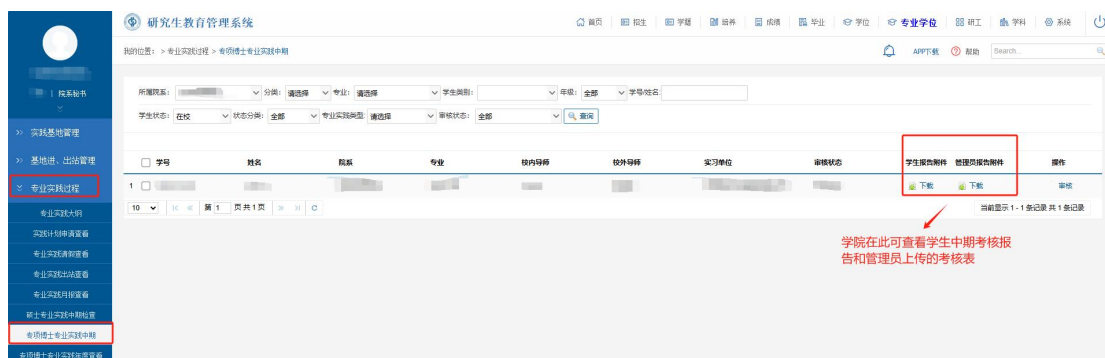 研究生教育管理系统
首页 招生 学籍 培养 成绩 毕业 学位 专业学位 研工 学科 系统
我的位置: > 专业实践过程 > 专项博士专业实践中期
APP下载 帮助 Search...
| 院系秘书
所属院系: 分类: 请选择 专业: 请选择 学生类别: 年级: 全部 学号/姓名:
学生状态: 在校 状态分类: 全部 专业实践类型: 请选择 审核状态: 全部 查询
实践基地管理
基地进、出站管理
专业实践过程
专业实践大纲
实践计划申请查看
专业实践请假查看
专业实践出站查看
专业实践月报查看
硕士专业实践中期检查
专项博士专业实践中期
专项博士专业实践年度查看
学号 姓名 院系 专业 校内导师 校外导师 实习单位 审核状态 学生报告附件 管理员报告附件 操作
1 下载 下载 审核
10 第 1 页共1页 当前显示 1 - 1 条记录 共 1 条记录
学院在此可查看学生中期考核报
告和管理员上传的考核表